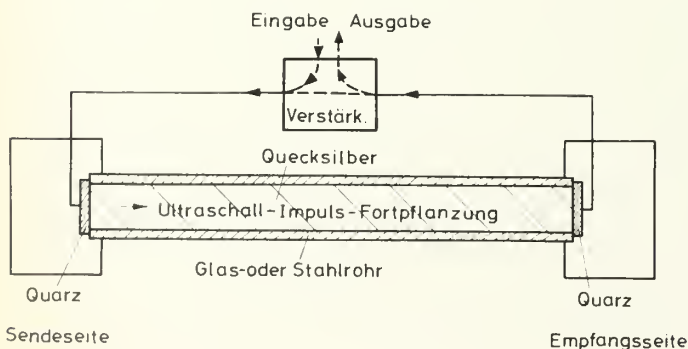 Eingabe Ausgabe
Verstärk.
Quecksilber
Ultraschall-Impuls-Fortpflanzung
Glas-oder Stahlrohr
Quarz
Quarz
Sendeseite
Empfangsseite